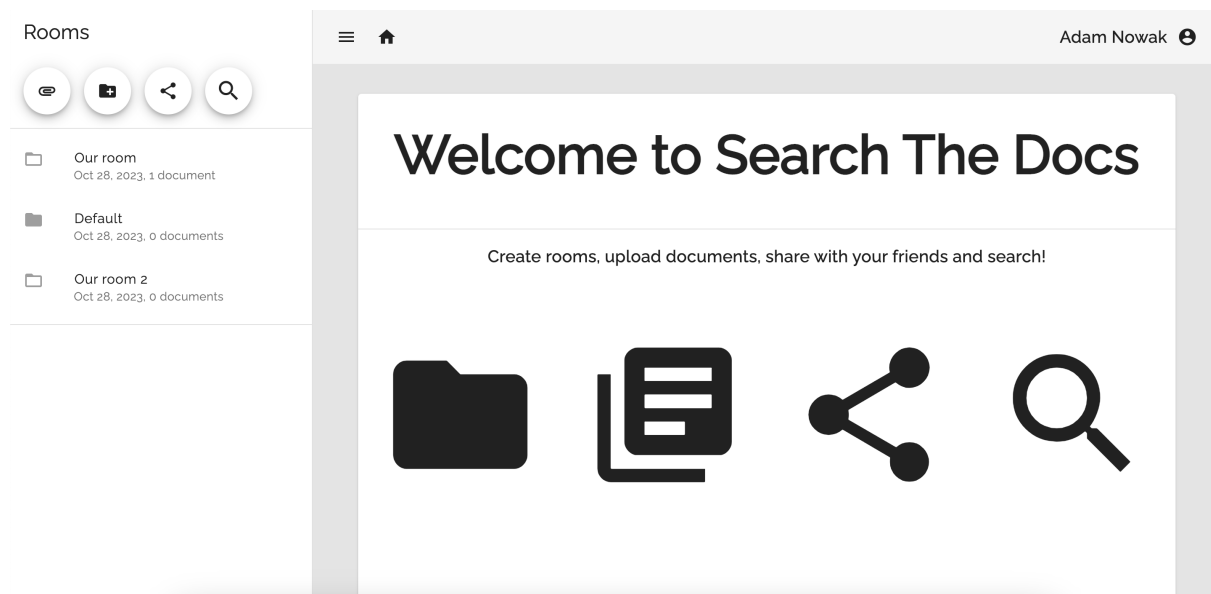 Rooms
Adam Nowak
Our room
Oct 28, 2023, 1 document
Default
Oct 28, 2023, 0 documents
Our room 2
Oct 28, 2023, 0 documents
Welcome to Search The Docs
Create rooms, upload documents, share with your friends and search!